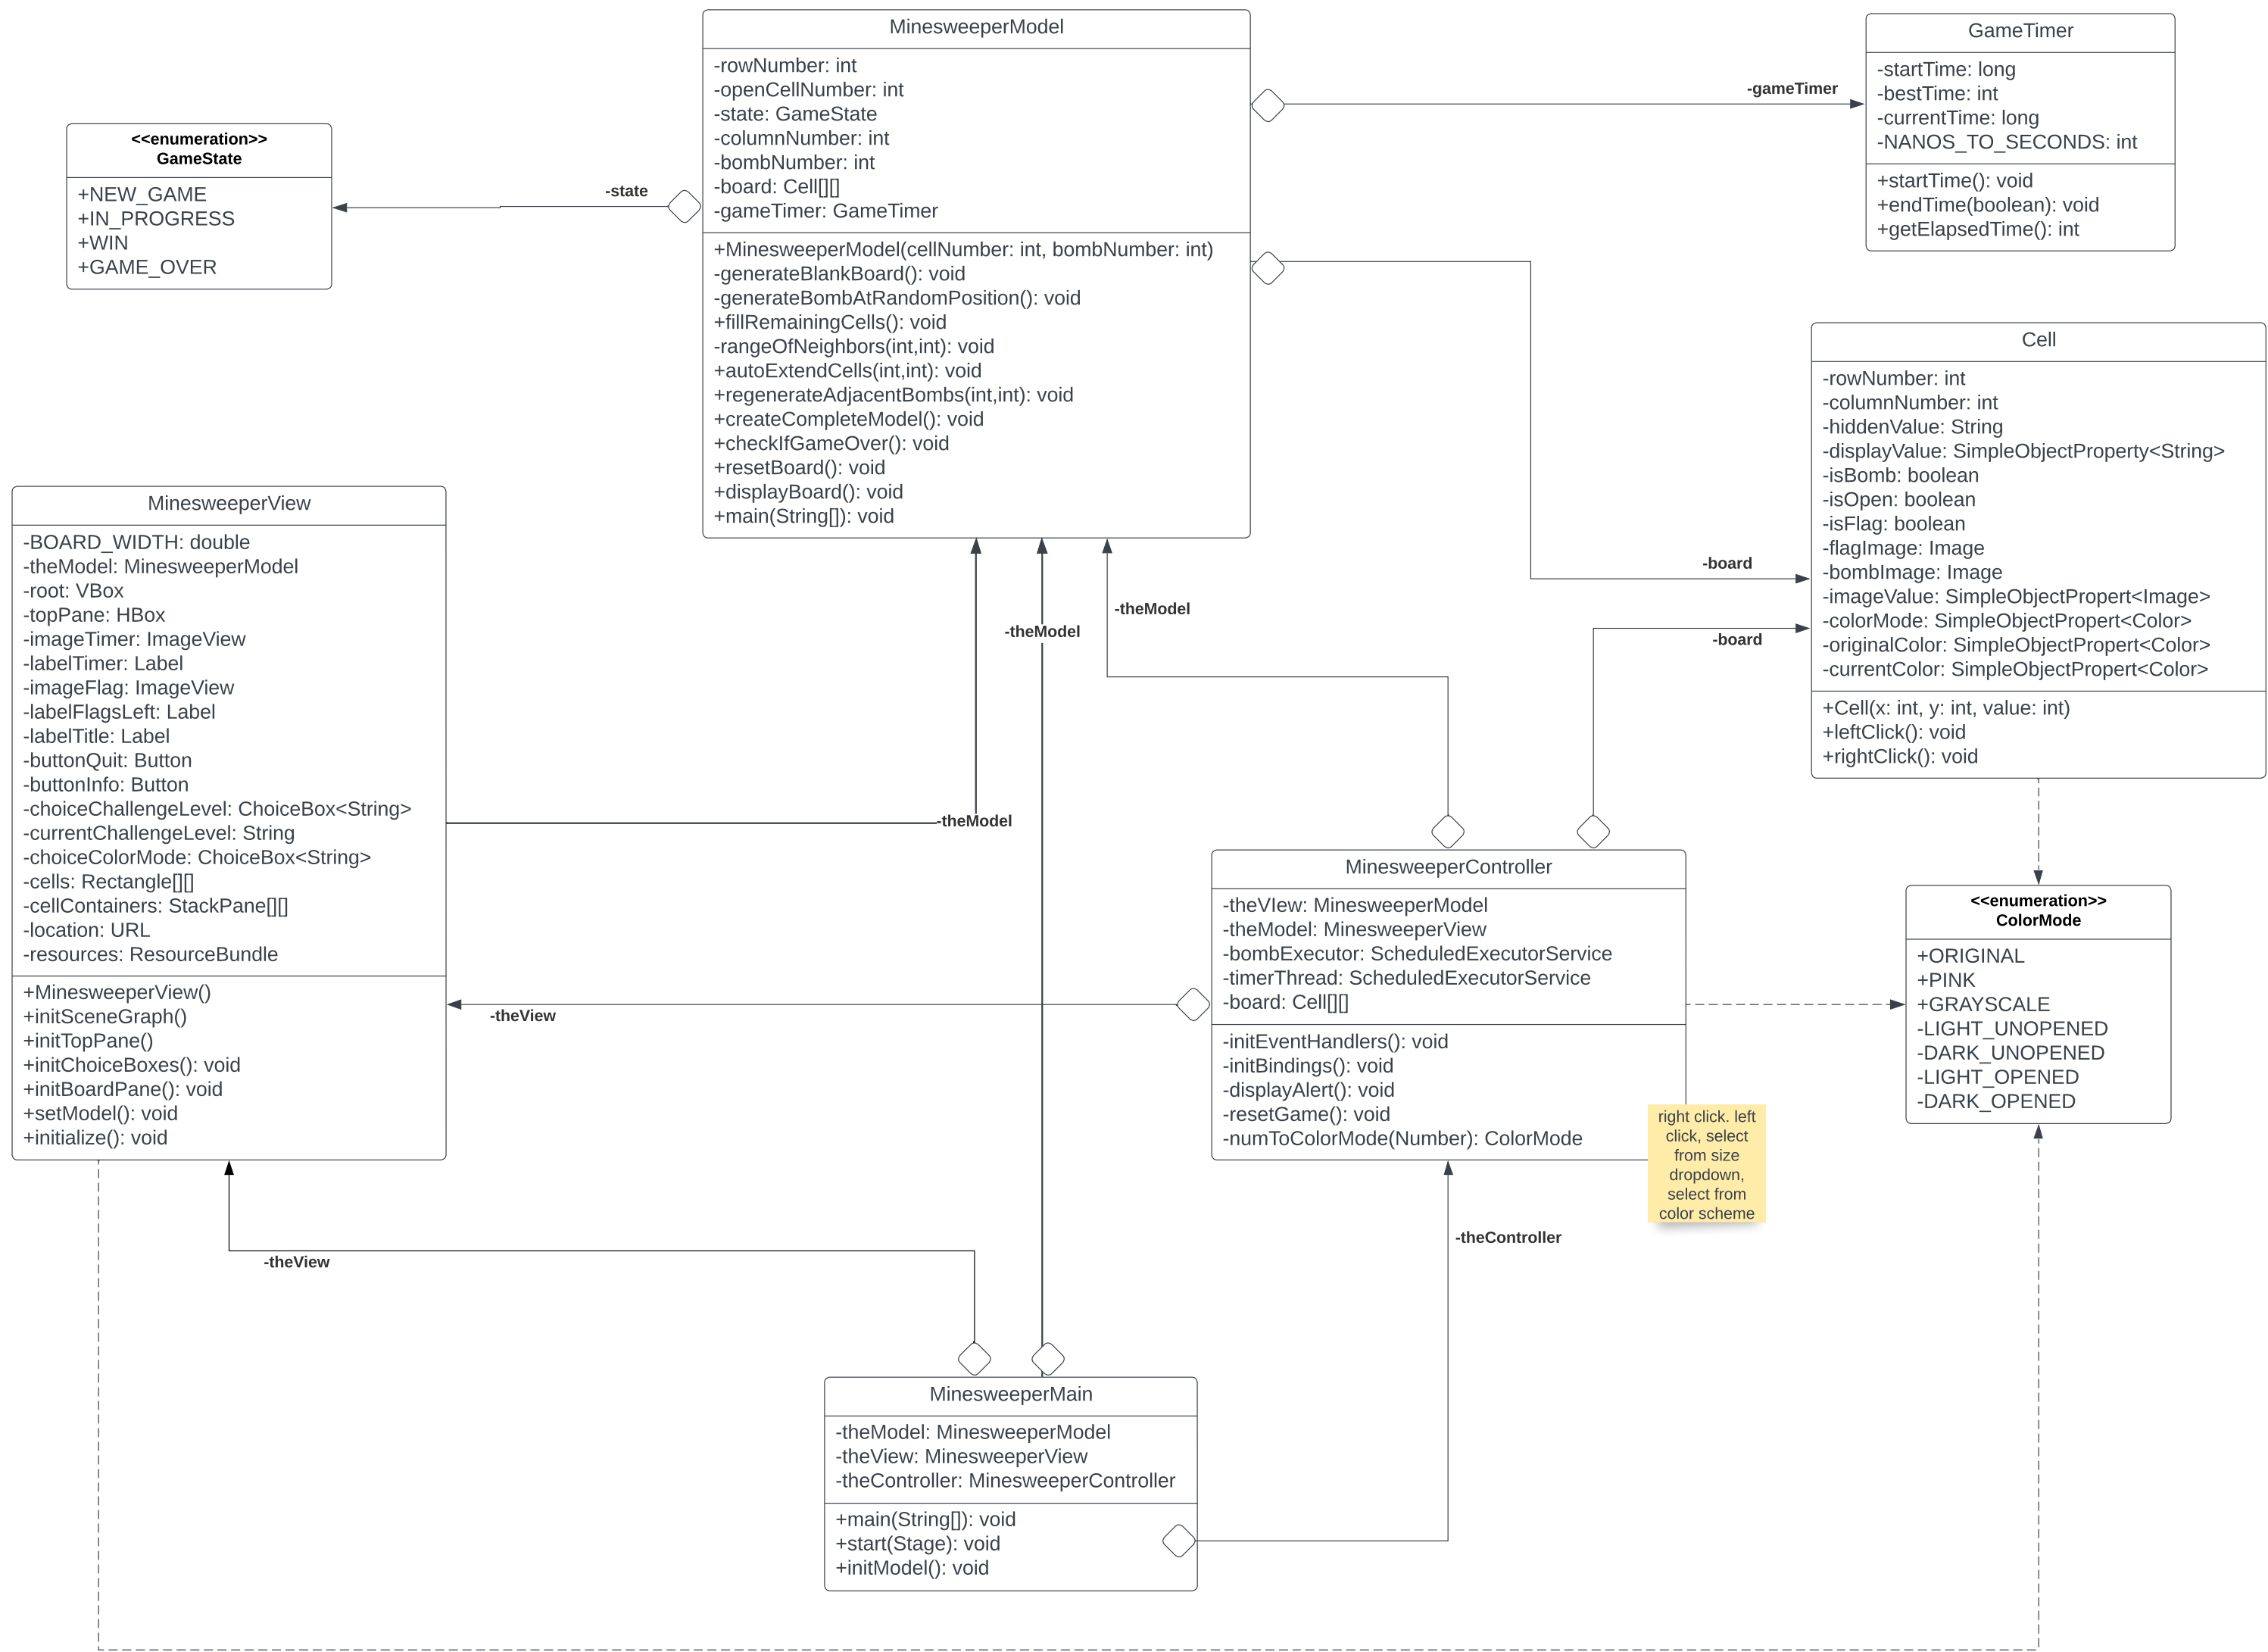 MinesweeperModel
-rowNumber: int
-openCellNumber: int
-state: GameState
-columnNumber: int
-bombNumber: int
-board: Cell[][]
-gameTimer: GameTimer
+MinesweeperModel(cellNumber: int, bombNumber: int)
-generateBlankBoard(): void
-generateBombAtRandomPosition(): void
+fillRemainingCells(): void
-rangeOfNeighbors(int,int): void
+autoExtendCells(int,int): void
+regenerateAdjacentBombs(int,int): void
+createCompleteModel(): void
+checkIfGameOver(): void
+resetBoard(): void
+displayBoard(): void
+main(String[]): void
GameTimer
-startTime: long
-bestTime: int
-currentTime: long
-NANOS_TO_SECONDS: int
+startTime(): void
+endTime(boolean): void
+getElapsedTime(): int
-gameTimer
<<enumeration>>
GameState
+NEW_GAME
+IN_PROGRESS
+WIN
+GAME_OVER
-state
Cell
-rowNumber: int
-columnNumber: int
-hiddenValue: String
-displayValue: SimpleObjectProperty<String>
-isBomb: boolean
-isOpen: boolean
-isFlag: boolean
-flagImage: Image
-bombImage: Image
-imageValue: SimpleObjectPropert<Image>
-colorMode: SimpleObjectPropert<Color>
-originalColor: SimpleObjectPropert<Color>
-currentColor: SimpleObjectPropert<Color>
+Cell(x: int, y: int, value: int)
+leftClick(): void
+rightClick(): void
-board
-board
-theModel
-theModel
-theModel
MinesweeperView
-BOARD_WIDTH: double
-theModel: MinesweeperModel
-root: VBox
-topPane: HBox
-imageTimer: ImageView
-labelTimer: Label
-imageFlag: ImageView
-labelFlagsLeft: Label
-labelTitle: Label
-buttonQuit: Button
-buttonInfo: Button
-choiceChallengeLevel: ChoiceBox<String>
-currentChallengeLevel: String
-choiceColorMode: ChoiceBox<String>
-cells: Rectangle[][]
-cellContainers: StackPane[][]
-location: URL
-resources: ResourceBundle
+MinesweeperView()
+initSceneGraph()
+initTopPane()
+initChoiceBoxes(): void
+initBoardPane(): void
+setModel(): void
+initialize(): void
MinesweeperController
-theVIew: MinesweeperModel
-theModel: MinesweeperView
-bombExecutor: ScheduledExecutorService
-timerThread: ScheduledExecutorService
-board: Cell[][]
-initEventHandlers(): void
-initBindings(): void
-displayAlert(): void
-resetGame(): void
-numToColorMode(Number): ColorMode
right click. left
click, select
from size
dropdown,
select from
color scheme
<<enumeration>>
ColorMode
+ORIGINAL
+PINK
+GRAYSCALE
-LIGHT_UNOPENED
-DARK_UNOPENED
-LIGHT_OPENED
-DARK_OPENED
-theView
-theView
-theController
MinesweeperMain
-theModel: MinesweeperModel
-theView: MinesweeperView
-theController: MinesweeperController
+main(String[]): void
+start(Stage): void
+initModel(): void